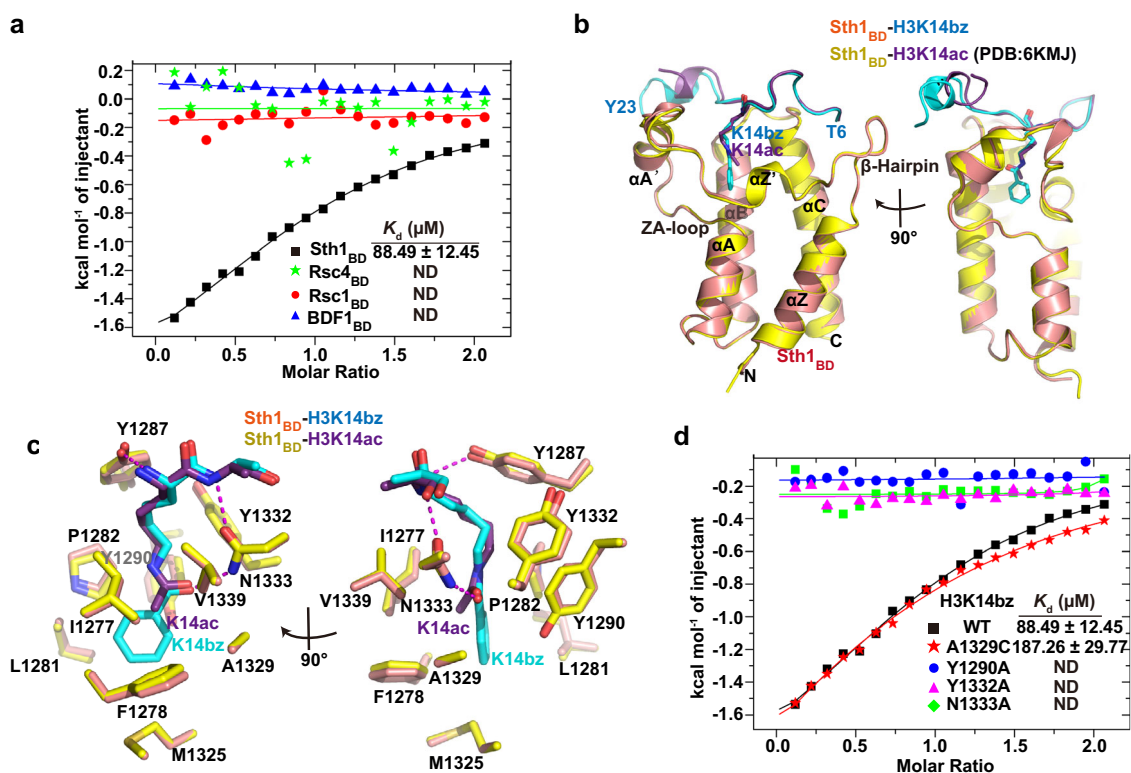 a
0.2
0.0
-0.2
-0.4
-0.6
-0.8
-1.0
-1.2
-1.4
-1.6
kcal mol-1 of injectant
0.0 0.5 1.0 1.5 2.0
Molar Ratio
Kd (µM)
Sth1BD 88.49 ± 12.45
Rsc4BD ND
Rsc1BD ND
BDF1BD ND
b
Sth1BD-H3K14bz
Sth1BD-H3K14ac (PDB:6KMJ)
Y23
K14bz
K14ac
T6
αA'
αZ'
β-Hairpin
αB
αC
ZA-loop
αA
90°
αZ
C
Sth1BD
N
c
Sth1BD-H3K14bz
Sth1BD-H3K14ac
Y1287
Y1332
P1282
Y1290
N1333
V1339
I1277
K14ac
K14bz
L1281
A1329
F1278
M1325
90°
Y1287
Y1332
I1277
V1339
N1333
P1282
K14ac
Y1290
K14bz
L1281
A1329
F1278
M1325
d
-0.2
-0.4
-0.6
-0.8
-1.0
-1.2
-1.4
-1.6
kcal mol-1 of injectant
0.0 0.5 1.0 1.5 2.0
Molar Ratio
H3K14bz Kd (µM)
WT 88.49 ± 12.45
A1329C 187.26 ± 29.77
Y1290A ND
Y1332A ND
N1333A ND